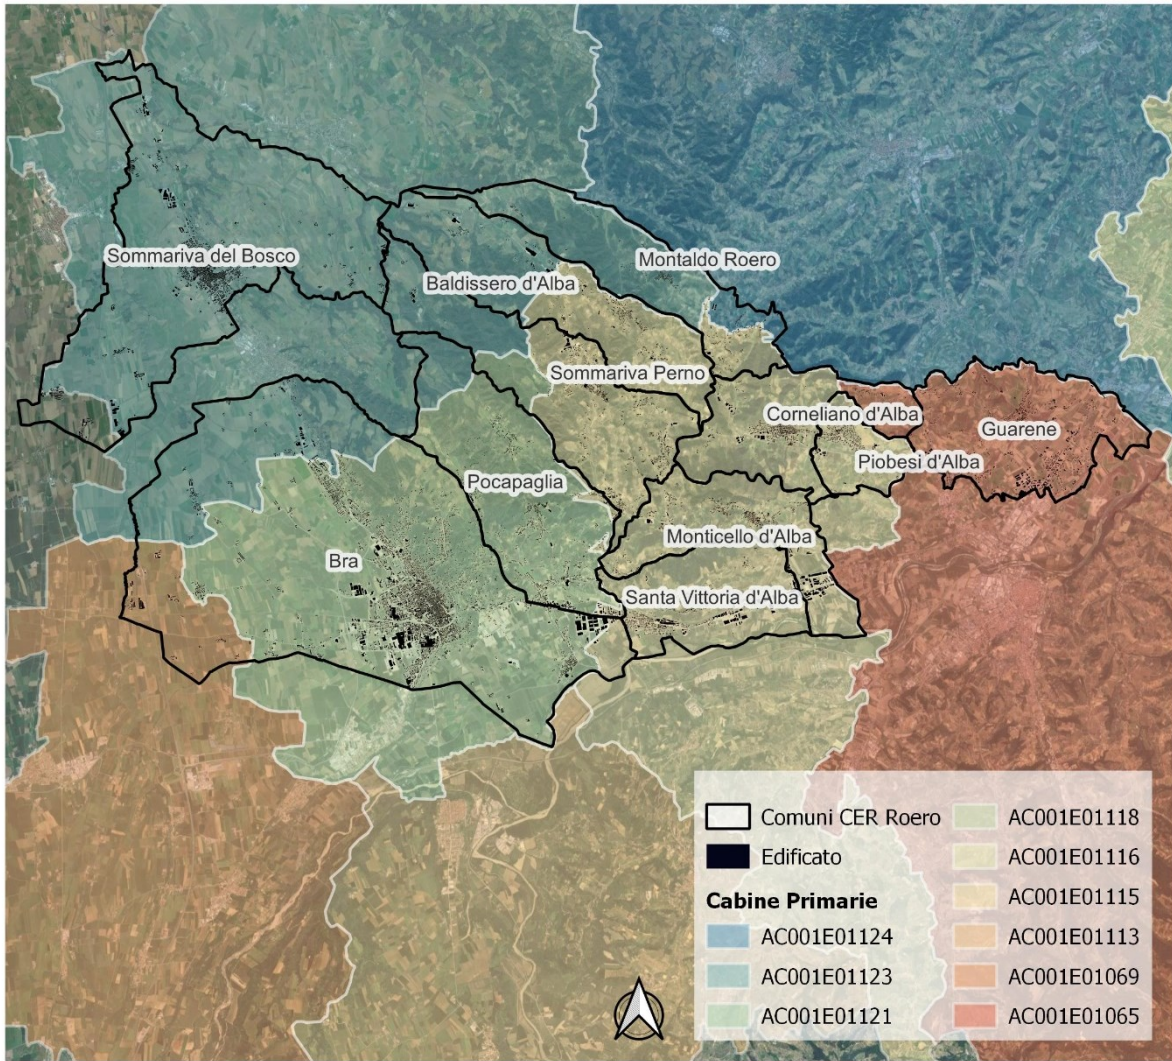 Sommariva del Bosco
Montaldo Roero
Baldissero d'Alba
Sommariva Perno
Corneliano d'Alba
Guarene
Piobesi d'Alba
Pocapaglia
Monticello d'Alba
Bra
Santa Vittoria d'Alba
Comuni CER Roero
Edificato
Cabine Primarie
AC001E01124
AC001E01123
AC001E01121
AC001E01118
AC001E01116
AC001E01115
AC001E01113
AC001E01069
AC001E01065